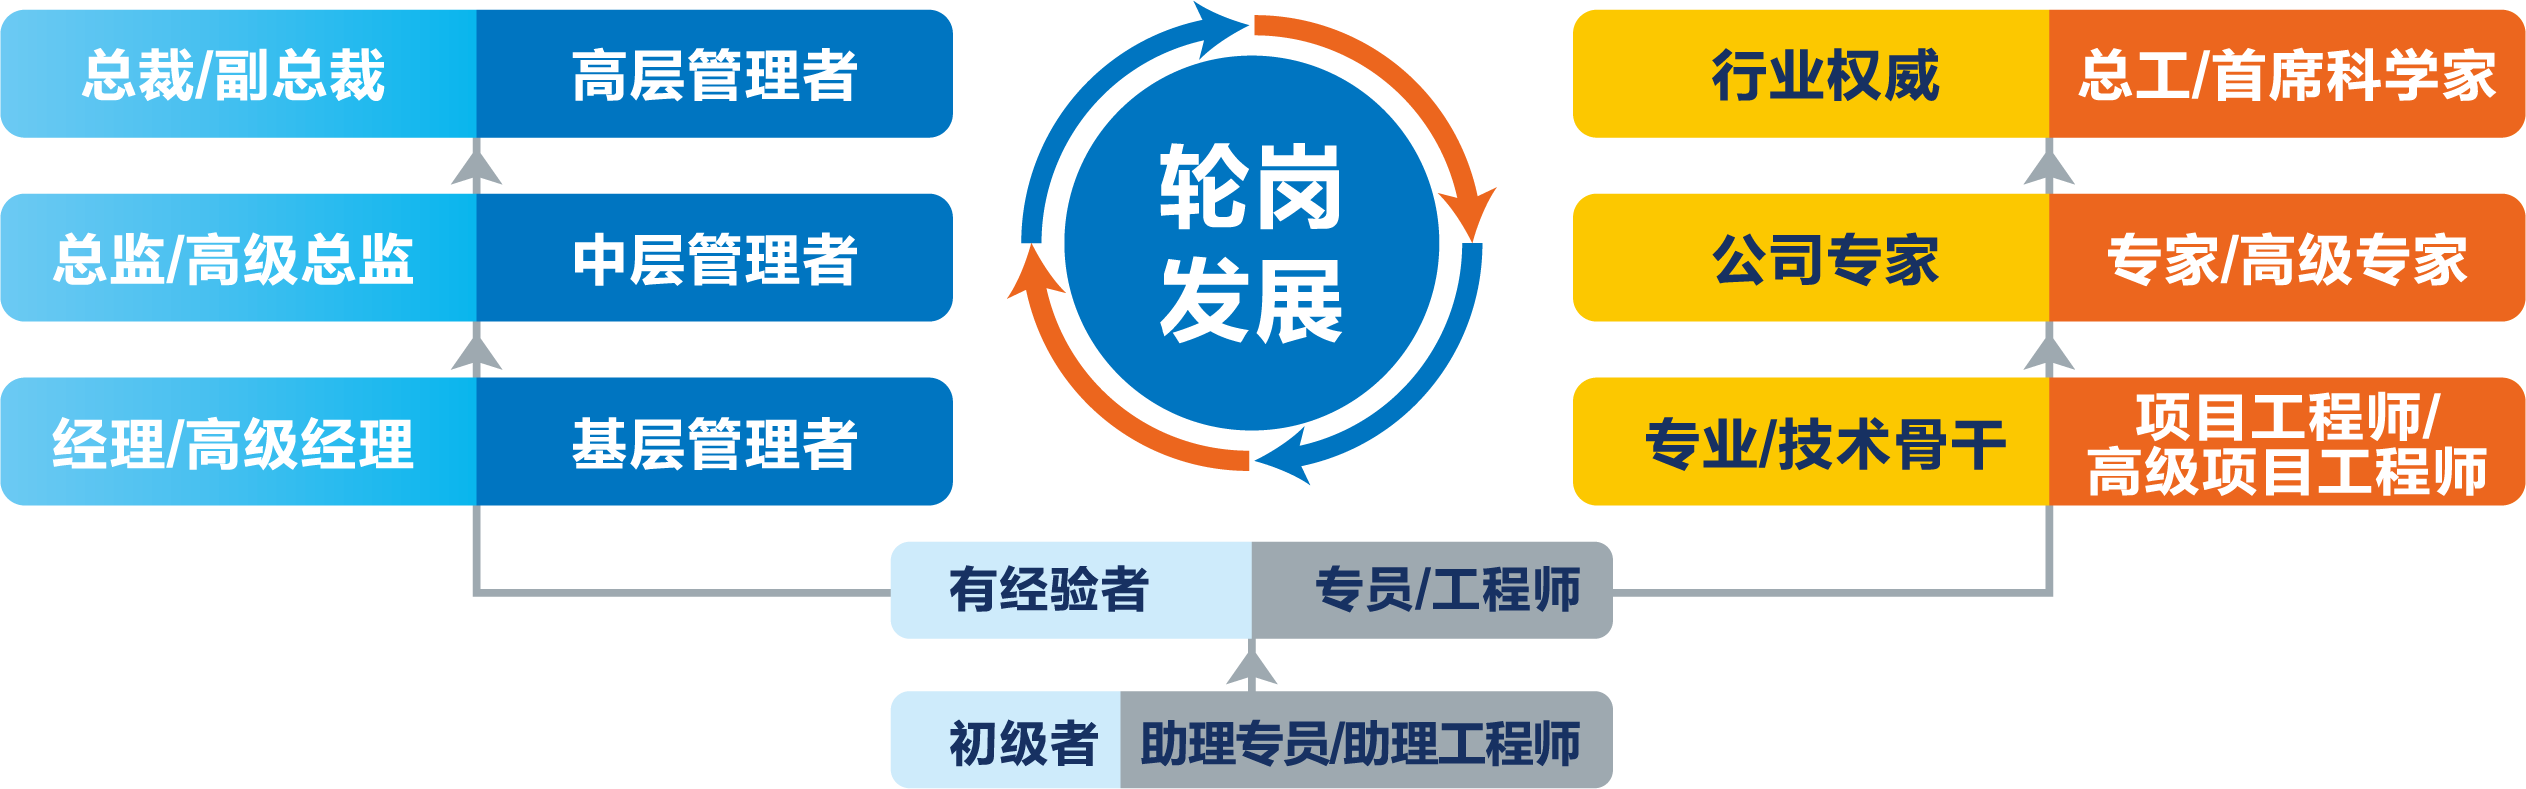 总裁/副总裁
高层管理者
总监/高级总监
中层管理者
经理/高级经理
基层管理者
轮岗
发展
行业权威
总工/首席科学家
公司专家
专家/高级专家
专业/技术骨干
项目工程师/
高级项目工程师
有经验者
专员/工程师
初级者
助理专员/助理工程师